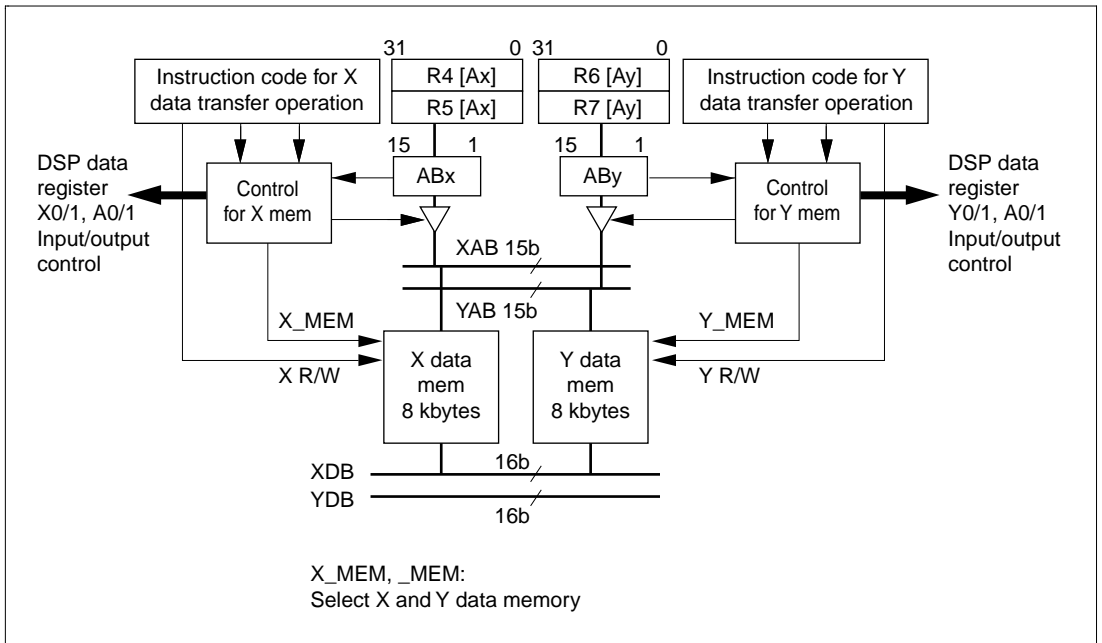 31 0 31 0
Instruction code for X
data transfer operation
R4 [Ax]
R5 [Ax]
R6 [Ay]
R7 [Ay]
Instruction code for Y
data transfer operation
15 1
15 1
DSP data
register
X0/1, A0/1
Input/output
control
Control
for X mem
ABx
ABy
Control
for Y mem
DSP data
register
Y0/1, A0/1
Input/output
control
XAB 15b
YAB 15b
X_MEM
Y_MEM
X R/W
Y R/W
X data
mem
8 kbytes
Y data
mem
8 kbytes
XDB
16b
YDB
16b
X_MEM, _MEM:
Select X and Y data memory